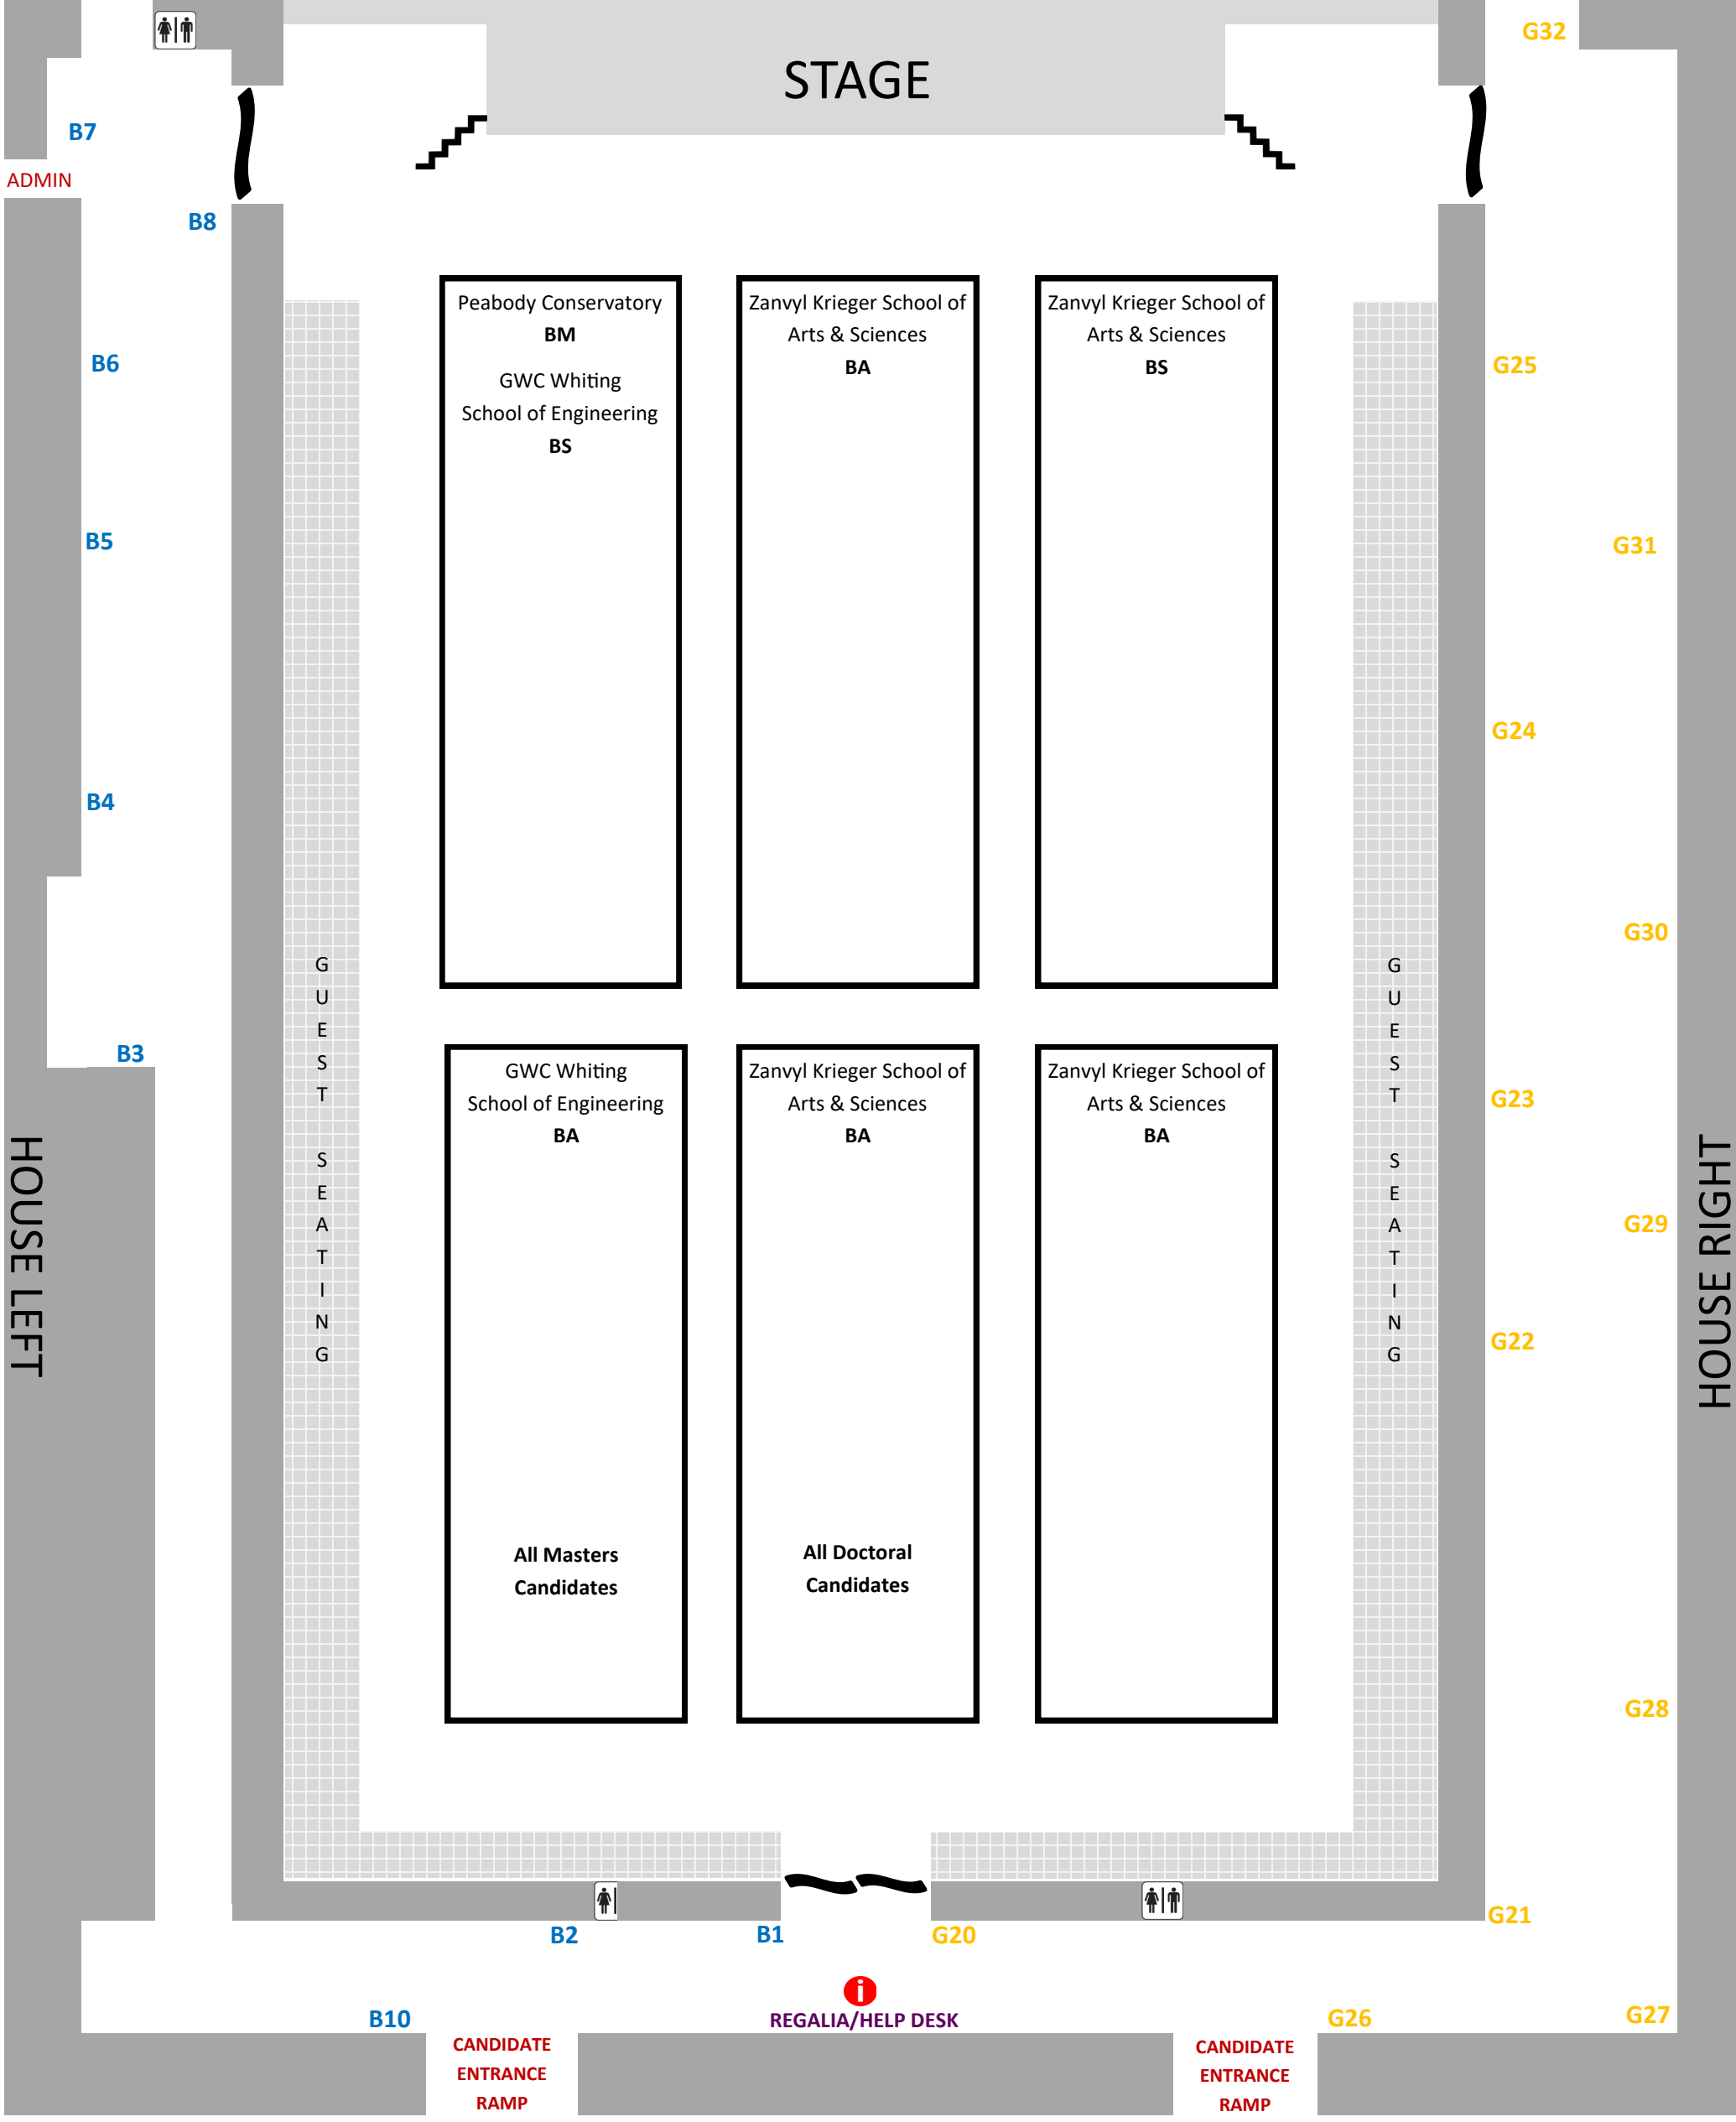 G32
STAGE
B7
ADMIN
B8
Peabody Conservatory
BM
GWC Whiting
School of Engineering
BS
Zanvyl Krieger School of
Arts & Sciences
BA
Zanvyl Krieger School of
Arts & Sciences
BS
B6
G25
B5
G31
G24
B4
G30
GUEST SEATING
GUEST SEATING
B3
GWC Whiting
School of Engineering
BA
All Masters
Candidates
Zanvyl Krieger School of
Arts & Sciences
BA
All Doctoral
Candidates
Zanvyl Krieger School of
Arts & Sciences
BA
G23
HOUSE LEFT
HOUSE RIGHT
G29
G22
G28
G21
B2
B1
G20
i
REGALIA/HELP DESK
B10
G26
G27
CANDIDATE
ENTRANCE
RAMP
CANDIDATE
ENTRANCE
RAMP